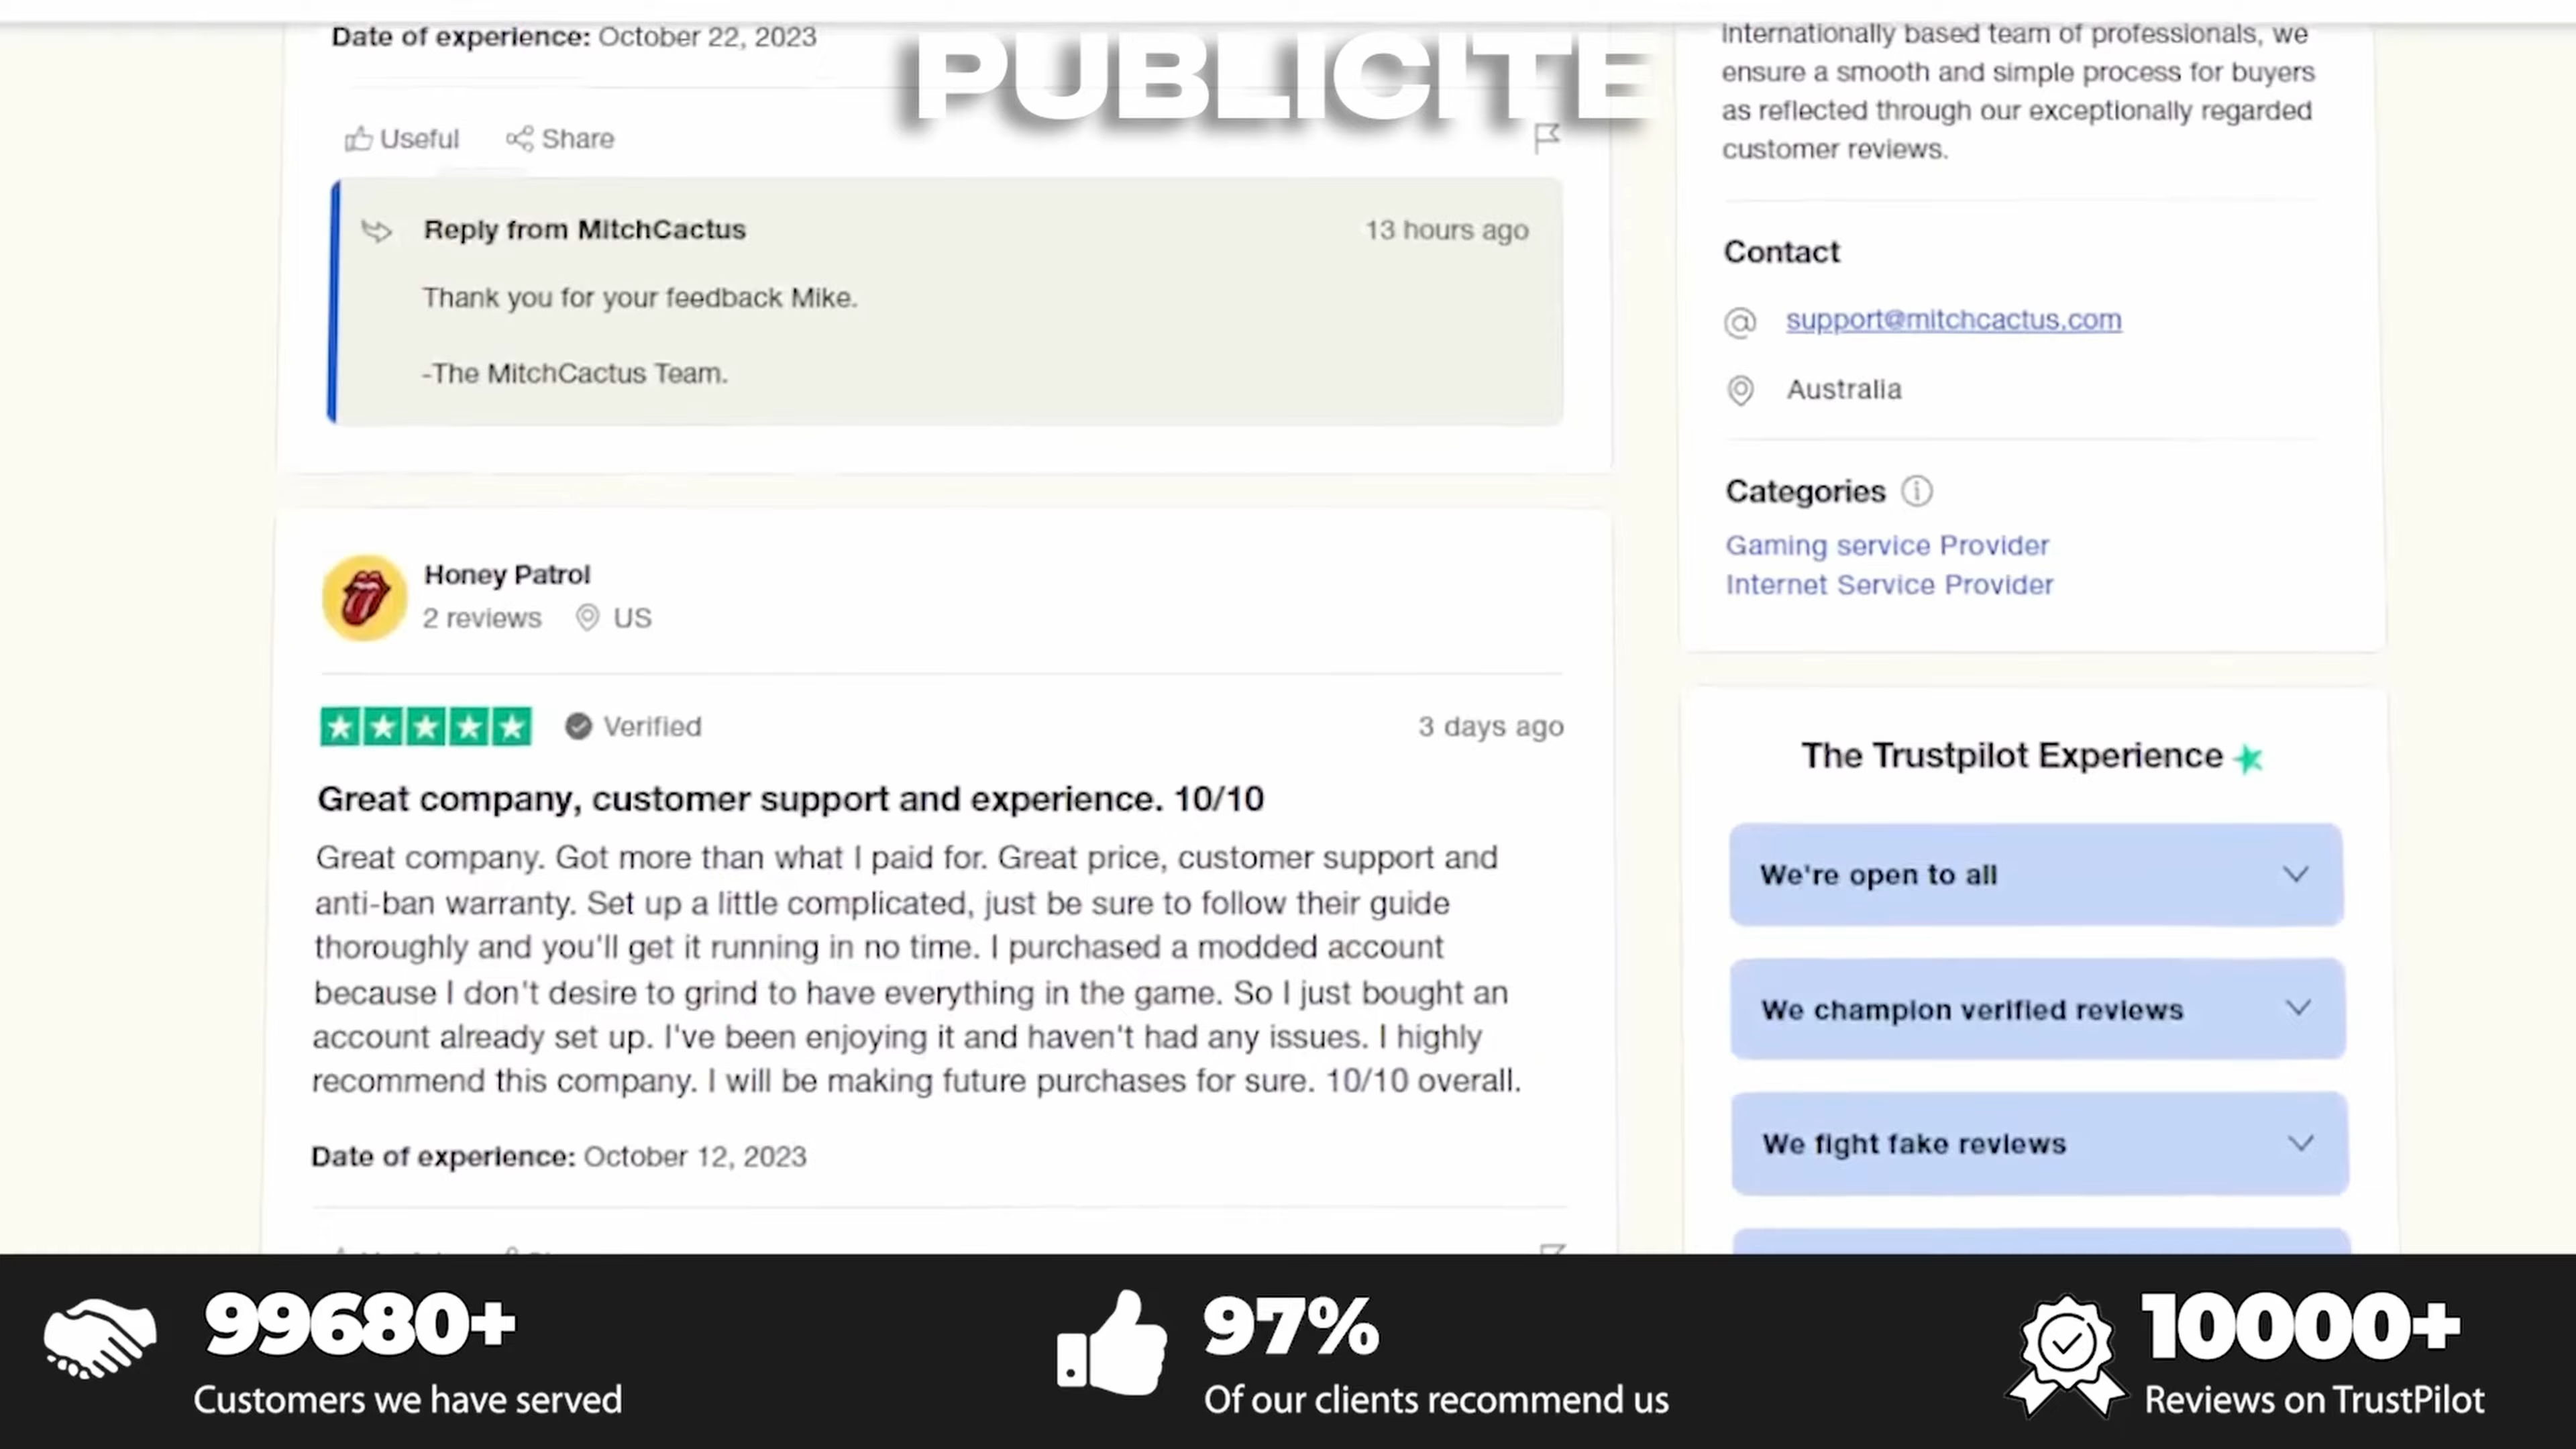 PUBLICITE
Date of experience: October 22, 2023
Useful Share
Reply from MitchCactus 13 hours ago
Thank you for your feedback Mike.
-The MitchCactus Team.
Honey Patrol
2 reviews US
Verified 3 days ago
Great company, customer support and experience. 10/10
Great company. Got more than what I paid for. Great price, customer support and
anti-ban warranty. Set up a little complicated, just be sure to follow their guide
thoroughly and you'll get it running in no time. I purchased a modded account
because I don't desire to grind to have everything in the game. So I just bought an
account already set up. I've been enjoying it and haven't had any issues. I highly
recommend this company. I will be making future purchases for sure. 10/10 overall.
Date of experience: October 12, 2023
Internationally based team of professionals, we
ensure a smooth and simple process for buyers
as reflected through our exceptionally regarded
customer reviews.
Contact
support@mitchcactus.com
Australia
Categories
Gaming service Provider
Internet Service Provider
The Trustpilot Experience
We're open to all
We champion verified reviews
We fight fake reviews
99680+
Customers we have served
97%
Of our clients recommend us
10000+
Reviews on TrustPilot